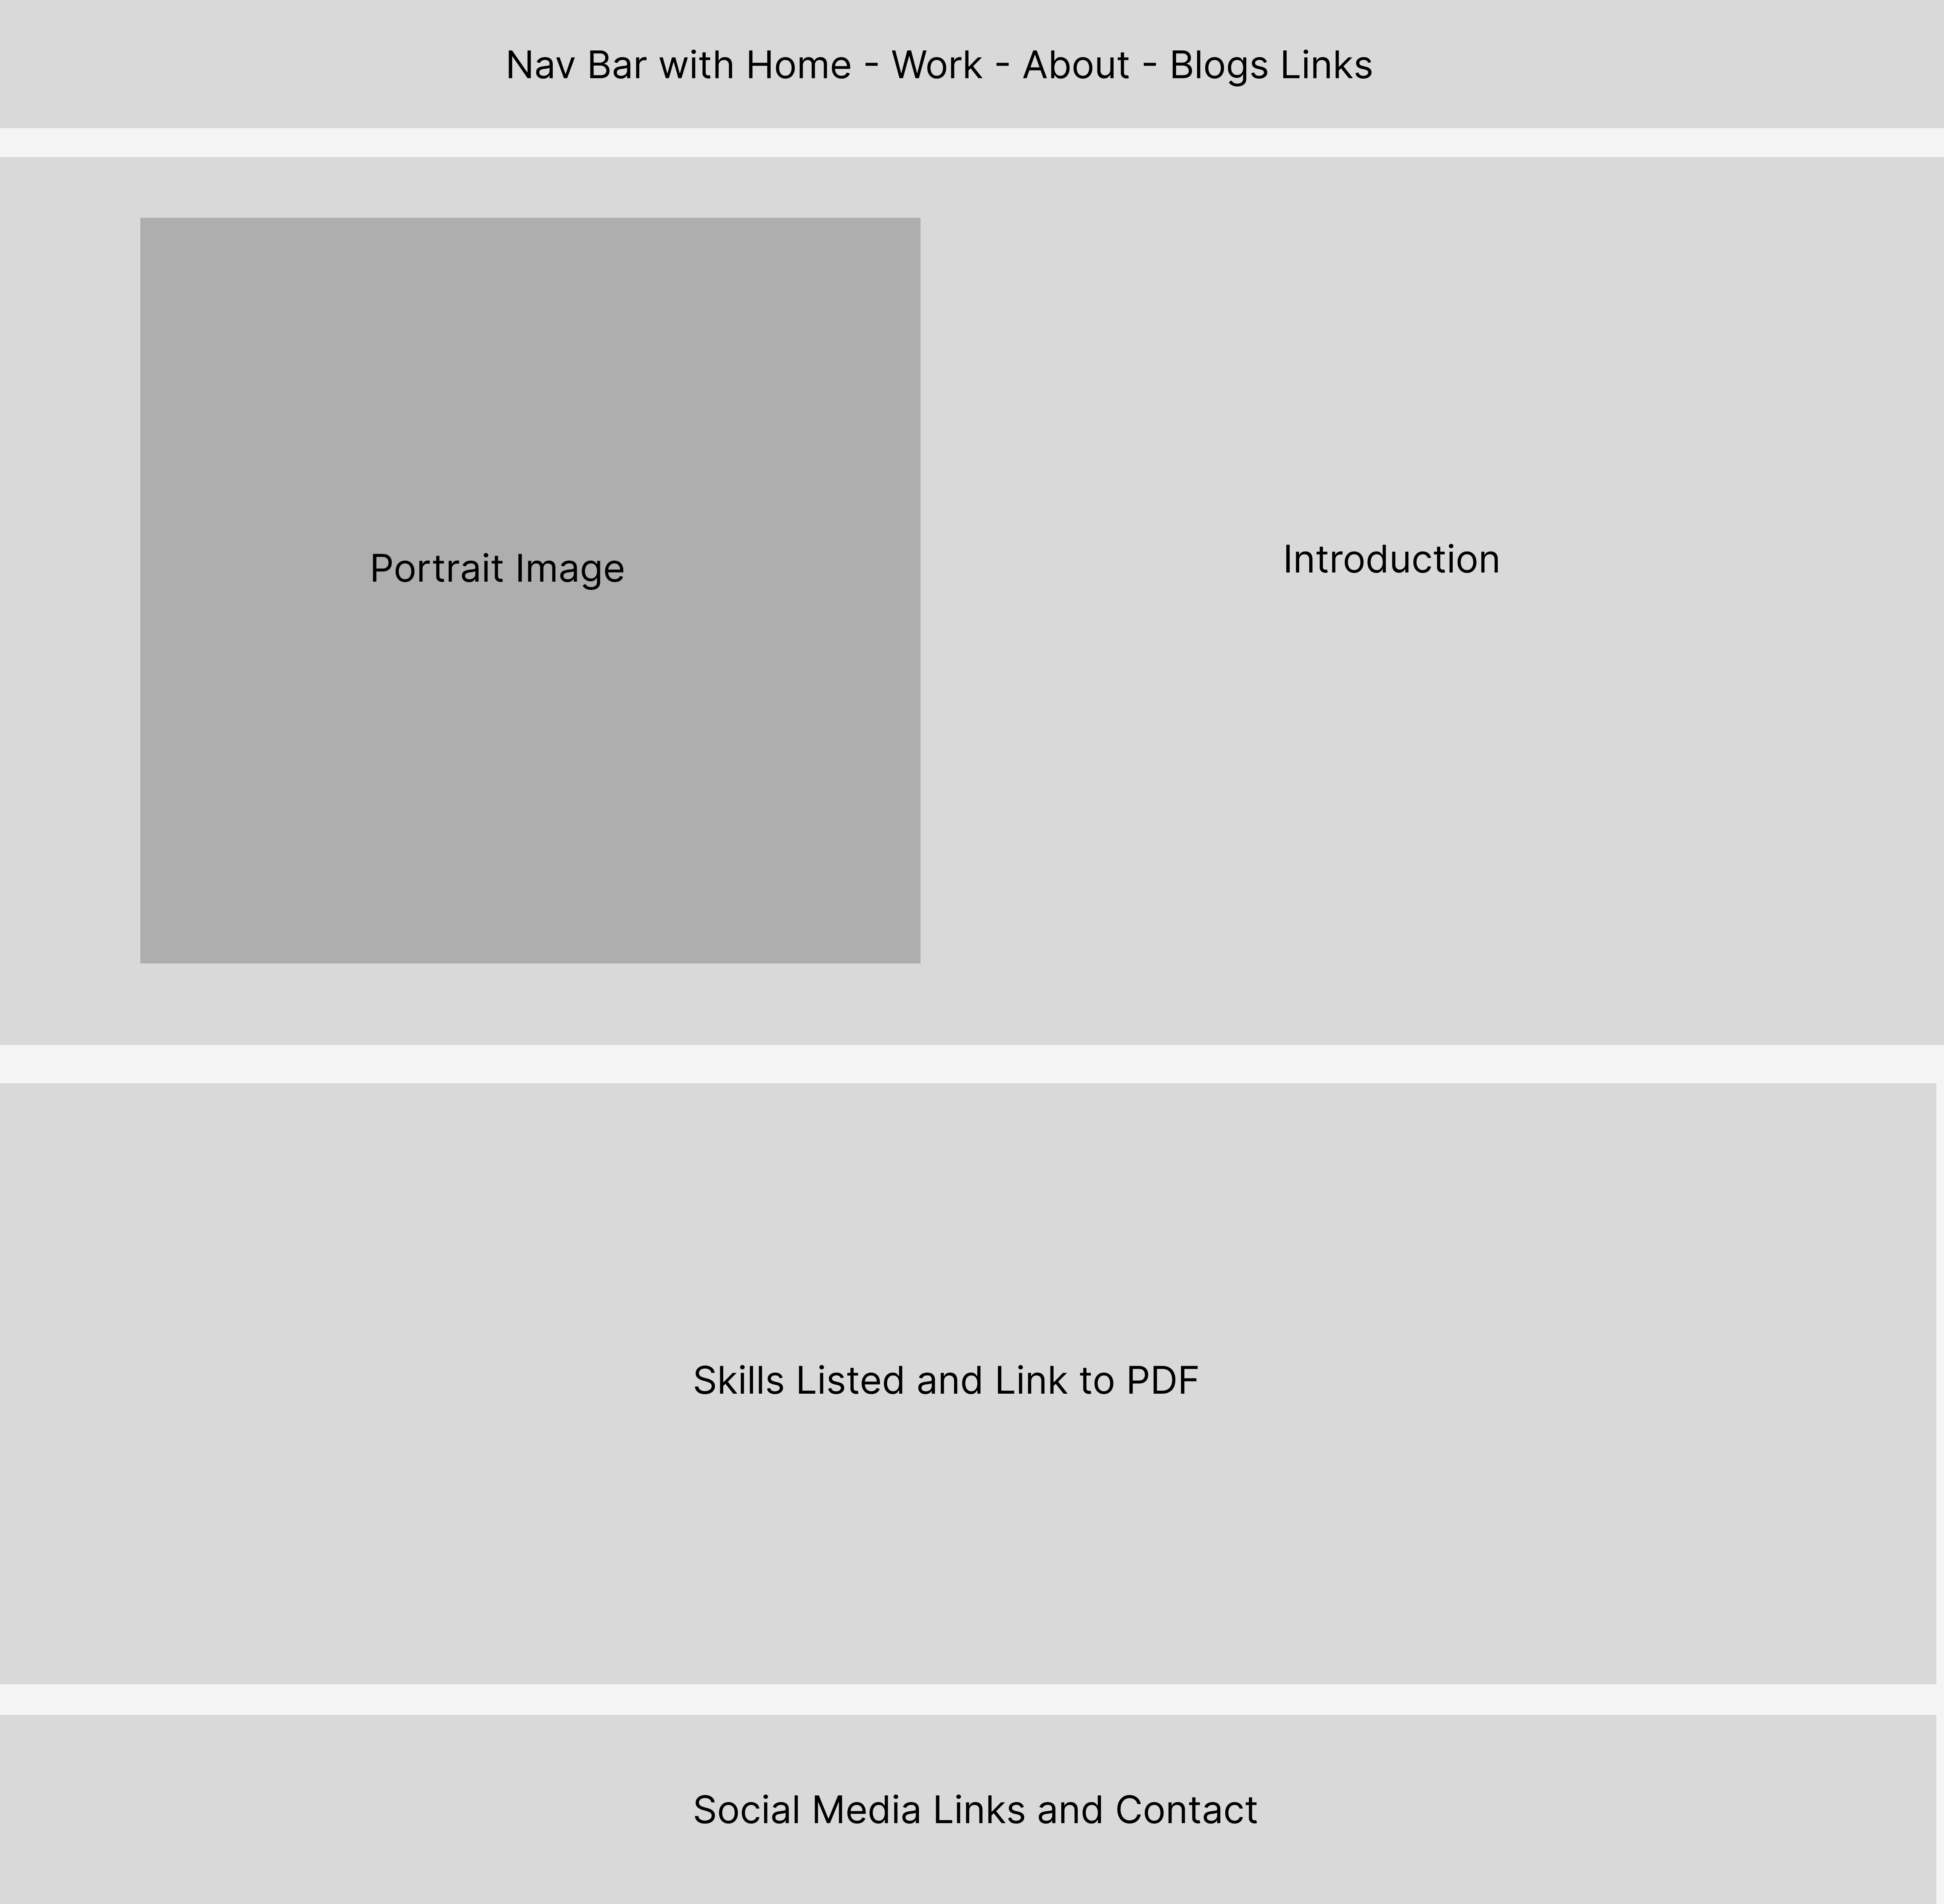 Nav Bar with Home - Work - About - Blogs Links
Portrait Image
Introduction
Skills Listed and Link to PDF
Social Media Links and Contact